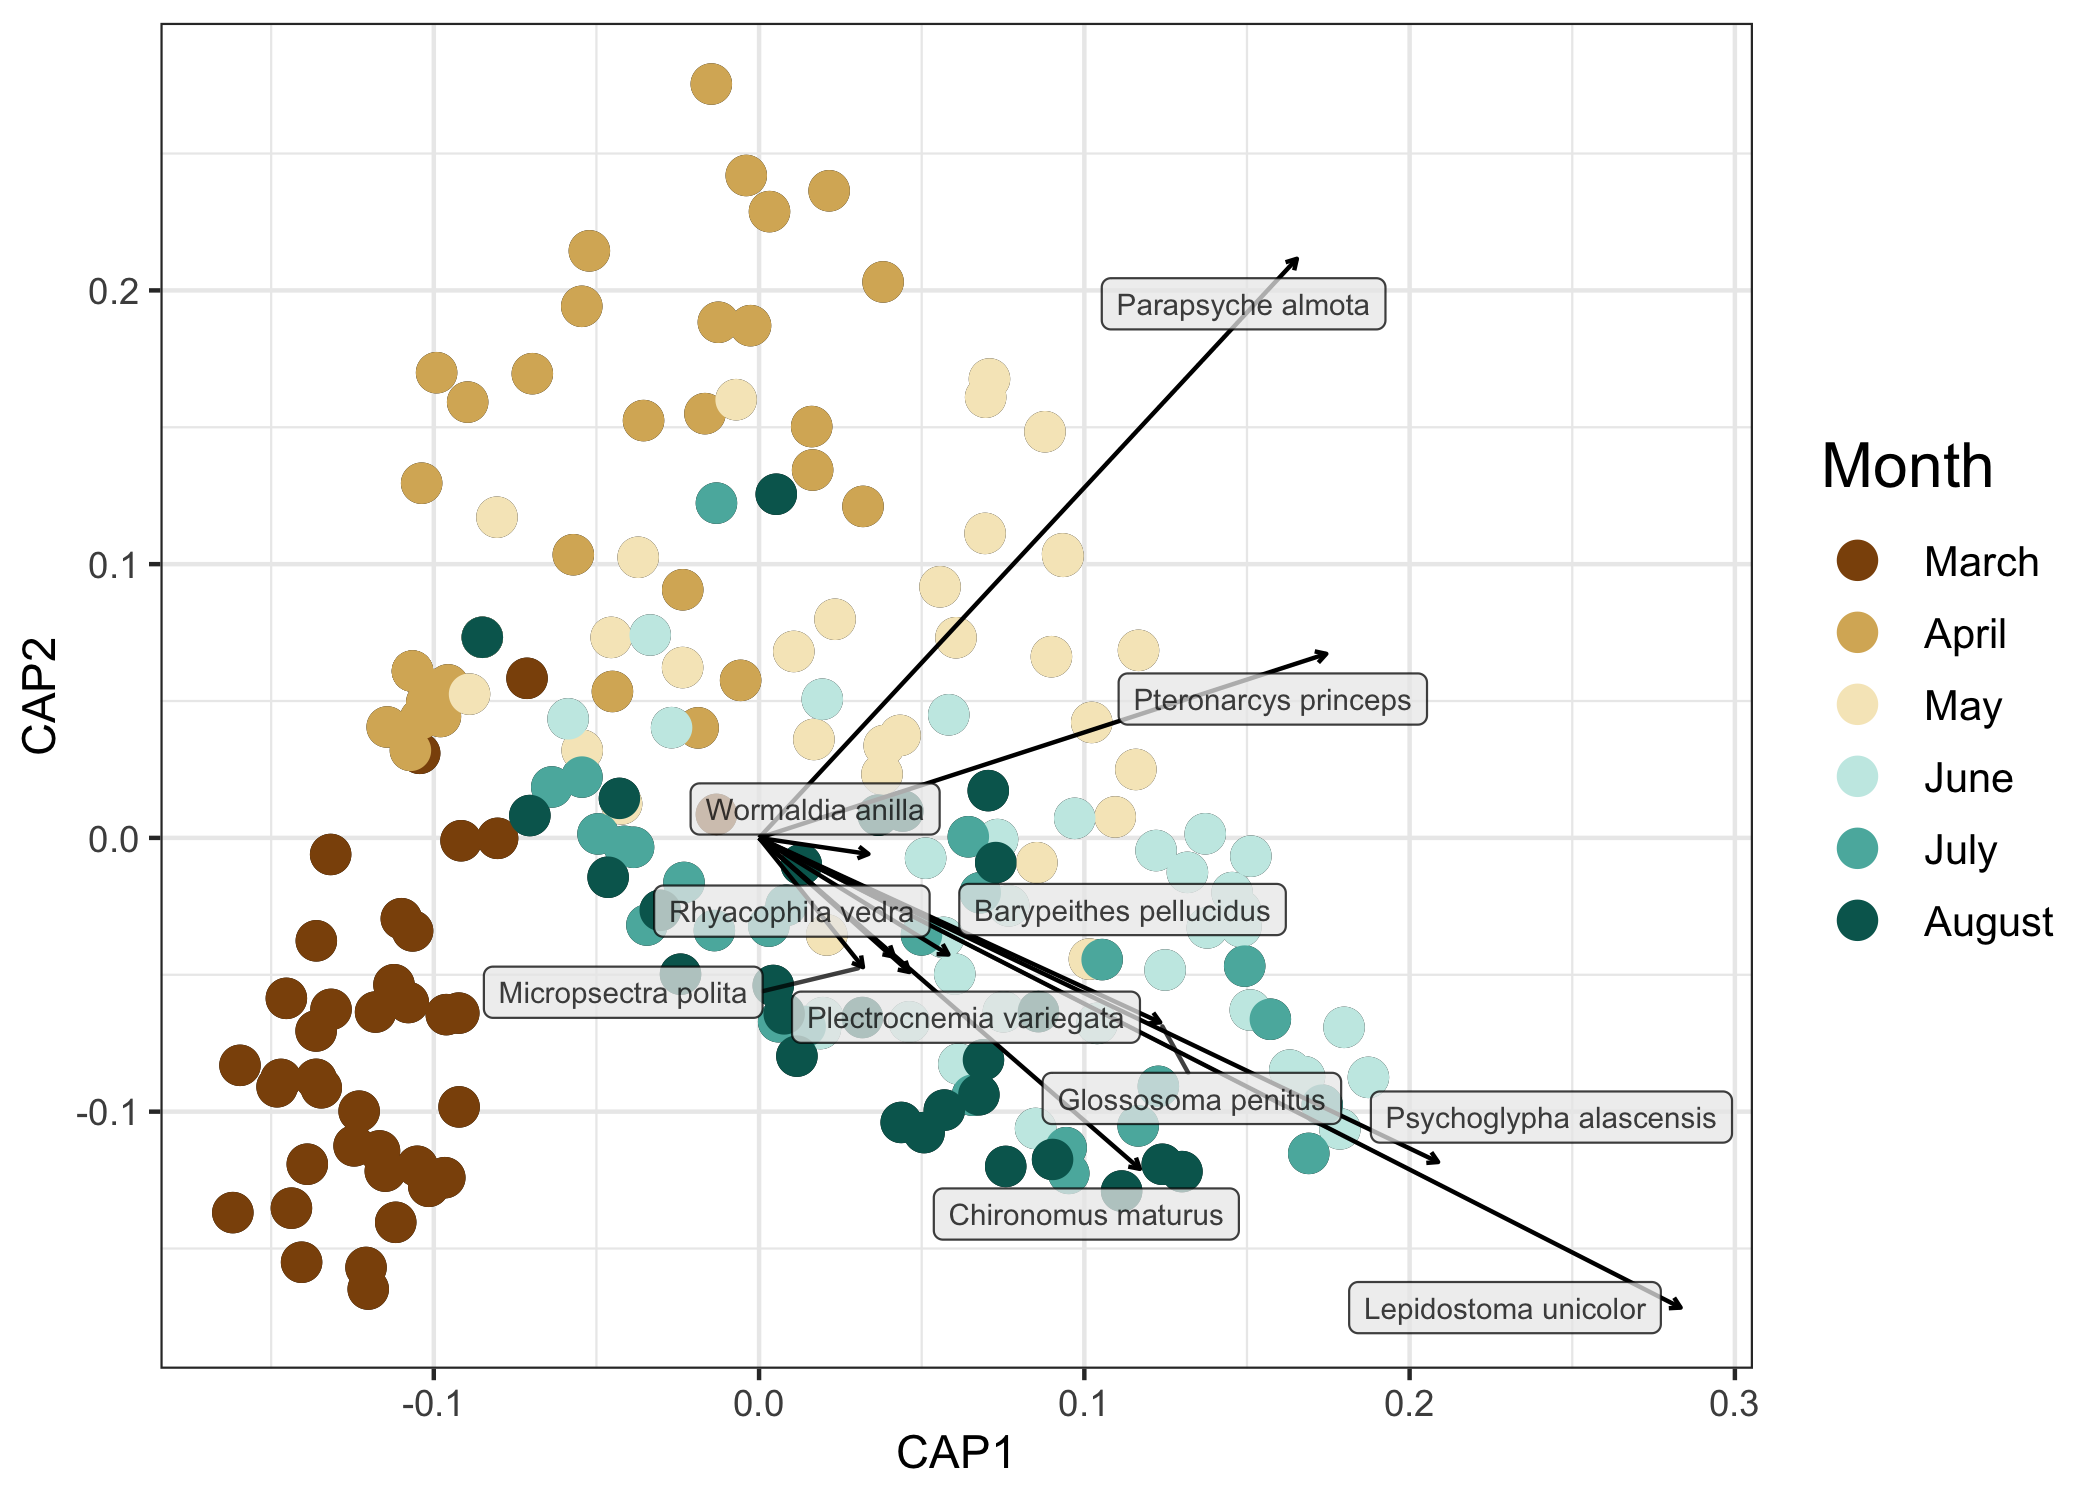 0.2
0.1
0.0
-0.1
CAP2
-0.1
0.0
0.1
0.2
0.3
CAP1
Parapsyche almota
Pteronarcys princeps
Wormaldia anilla
Rhyacophila vedra
Barypeithes pellucidus
Micropsectra polita
Plectrocnemia variegata
Glossosoma penitus
Psychoglypha alascensis
Chironomus maturus
Lepidostoma unicolor
Month
March
April
May
June
July
August